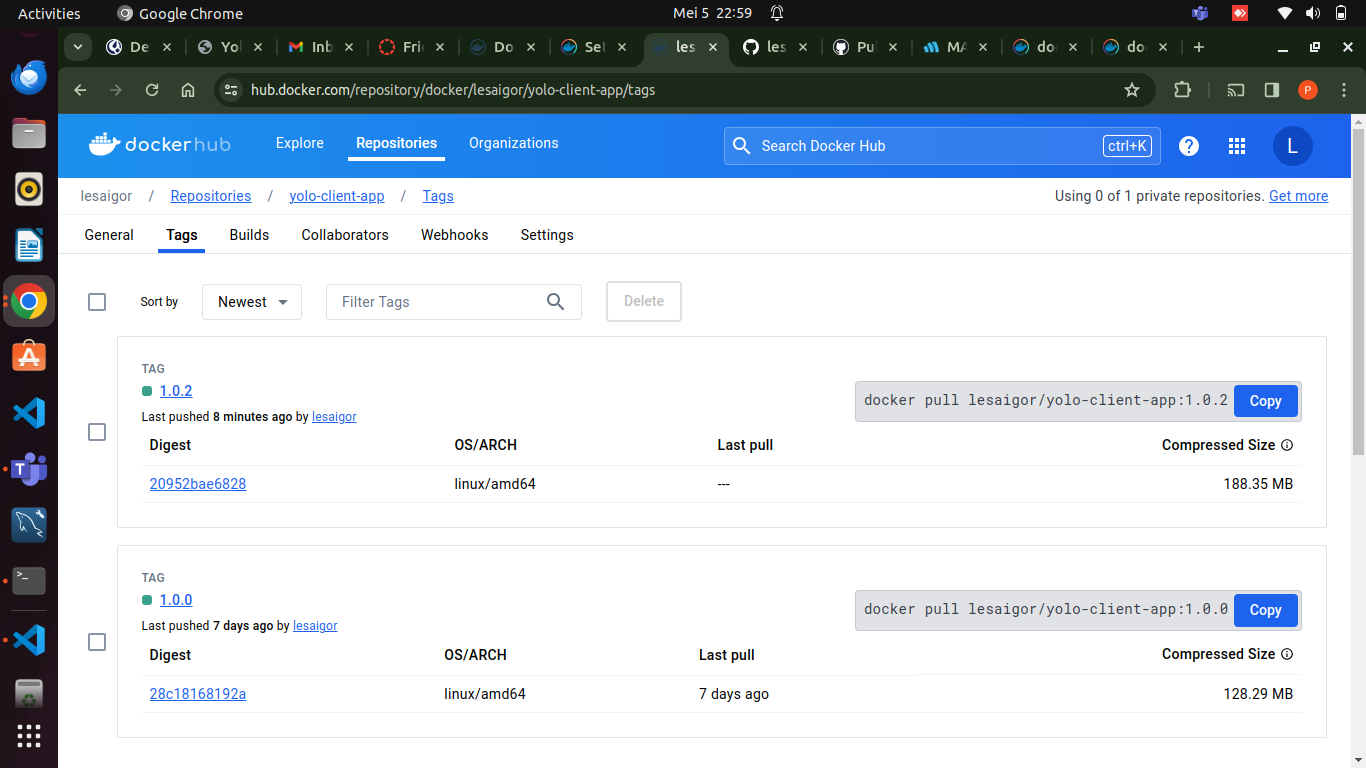 Activities Google Chrome Mei 5 22:59
De Yol Inb Fri Do Set les les Pul MA do do
hub.docker.com/repository/docker/lesaigor/yolo-client-app/tags P
dockerhub Explore Repositories Organizations Search Docker Hub ctrl+K ? L
lesaigor / Repositories / yolo-client-app / Tags Using 0 of 1 private repositories. Get more
General Tags Builds Collaborators Webhooks Settings
Sort by Newest Filter Tags Delete
TAG
1.0.2
docker pull lesaigor/yolo-client-app:1.0.2 Copy
Last pushed 8 minutes ago by lesaigor
Digest OS/ARCH Last pull Compressed Size
20952bae6828 linux/amd64 --- 188.35 MB
TAG
1.0.0
docker pull lesaigor/yolo-client-app:1.0.0 Copy
Last pushed 7 days ago by lesaigor
Digest OS/ARCH Last pull Compressed Size
28c18168192a linux/amd64 7 days ago 128.29 MB